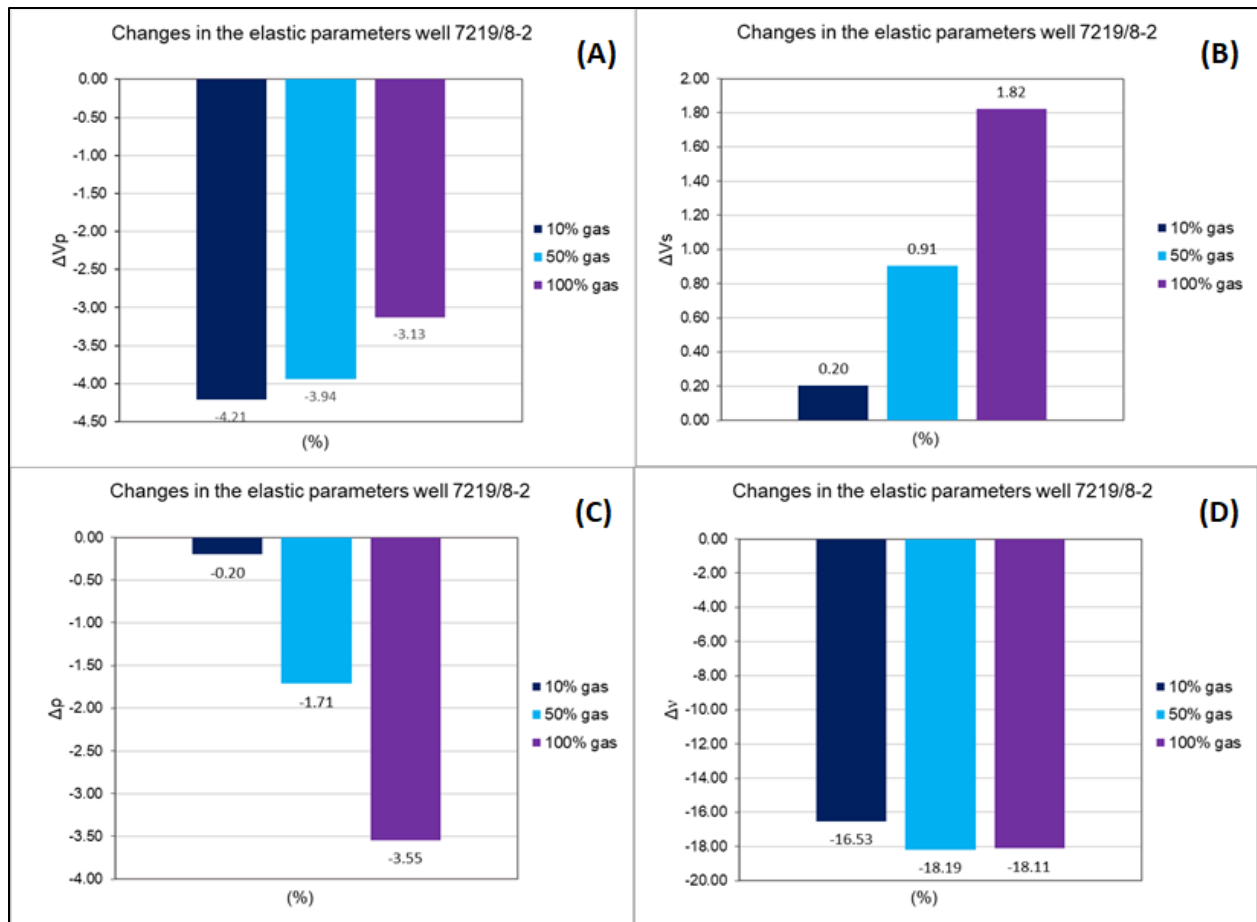 Changes in the elastic parameters well 7219/8-2
(A)
0.00
-0.50
-1.00
-1.50
-2.00
-2.50
-3.00
-3.50
-4.00
-4.50
ΔVp
-4.21
-3.94
-3.13
(%)
10% gas
50% gas
100% gas
Changes in the elastic parameters well 7219/8-2
(B)
2.00
1.80
1.60
1.40
1.20
1.00
0.80
0.60
0.40
0.20
0.00
ΔVs
0.20
0.91
1.82
(%)
10% gas
50% gas
100% gas
Changes in the elastic parameters well 7219/8-2
(C)
0.00
-0.50
-1.00
-1.50
-2.00
-2.50
-3.00
-3.50
-4.00
Δρ
-0.20
-1.71
-3.55
(%)
10% gas
50% gas
100% gas
Changes in the elastic parameters well 7219/8-2
(D)
0.00
-2.00
-4.00
-6.00
-8.00
-10.00
-12.00
-14.00
-16.00
-18.00
-20.00
Δν
-16.53
-18.19
-18.11
(%)
10% gas
50% gas
100% gas